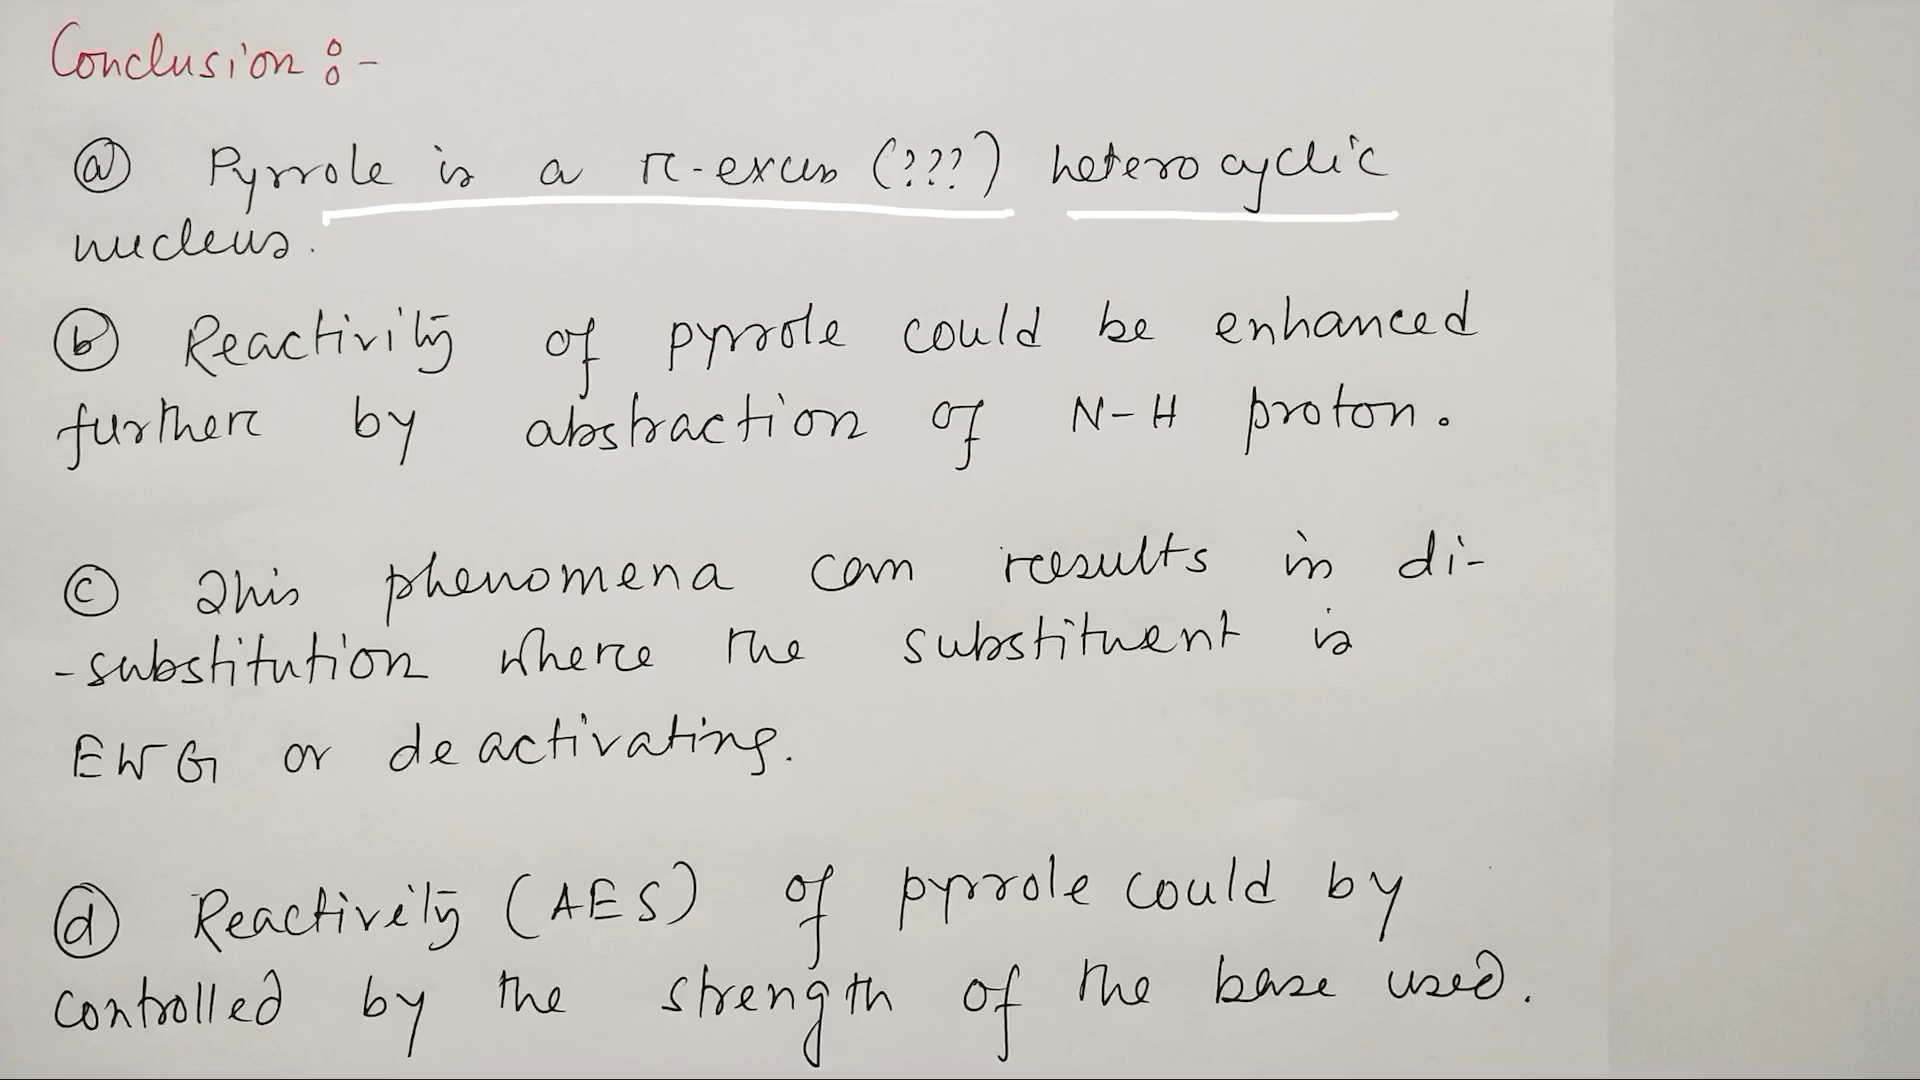 Conclusion :-
(a) Pyrrole is a π-excess (???) heterocyclic
nucleus.
(b) Reactivity of pyrrole could be enhanced
further by abstraction of N-H proton.
(c) This phenomena can results in di-
-substitution where the substituent is
EWG or deactivating.
(d) Reactivity (AES) of pyrrole could by
controlled by the strength of the base used.